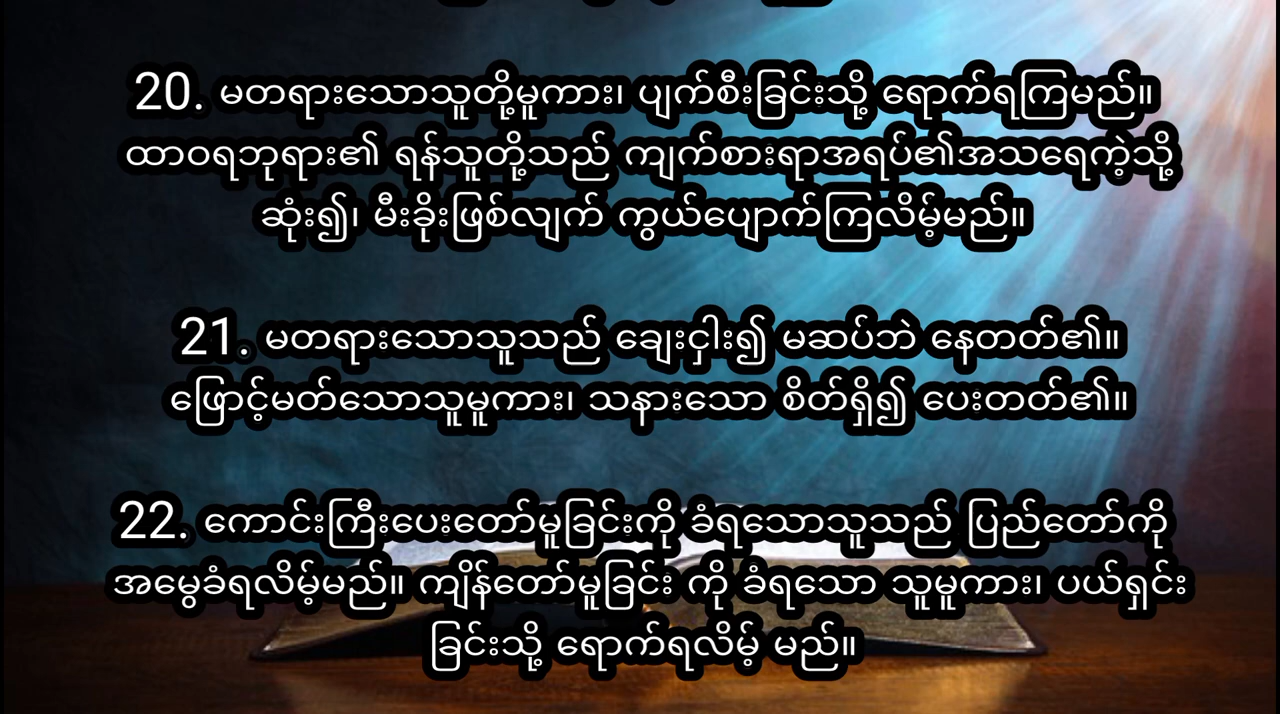 20. မတရားသောသူတို့မူကား၊ ပျက်စီးခြင်းသို့ ရောက်ရကြမည်။
ထာဝရဘုရား၏ ရန်သူတို့သည် ကျက်စားရာအရပ်၏အသရေကဲ့သို့
ဆုံး၍၊ မီးခိုးဖြစ်လျက် ကွယ်ပျောက်ကြလိမ့်မည်။
21. မတရားသောသူသည် ချေးငှါး၍ မဆပ်ဘဲ နေတတ်၏။
ဖြောင့်မတ်သောသူမူကား၊ သနားသော စိတ်ရှိ၍ ပေးတတ်၏။
22. ကောင်းကြီးပေးတော်မူခြင်းကို ခံရသောသူသည် ပြည်တော်ကို
အမွေခံရလိမ့်မည်။ ကျိန်တော်မူခြင်း ကို ခံရသော သူမူကား၊ ပယ်ရှင်း
ခြင်းသို့ ရောက်ရလိမ့် မည်။